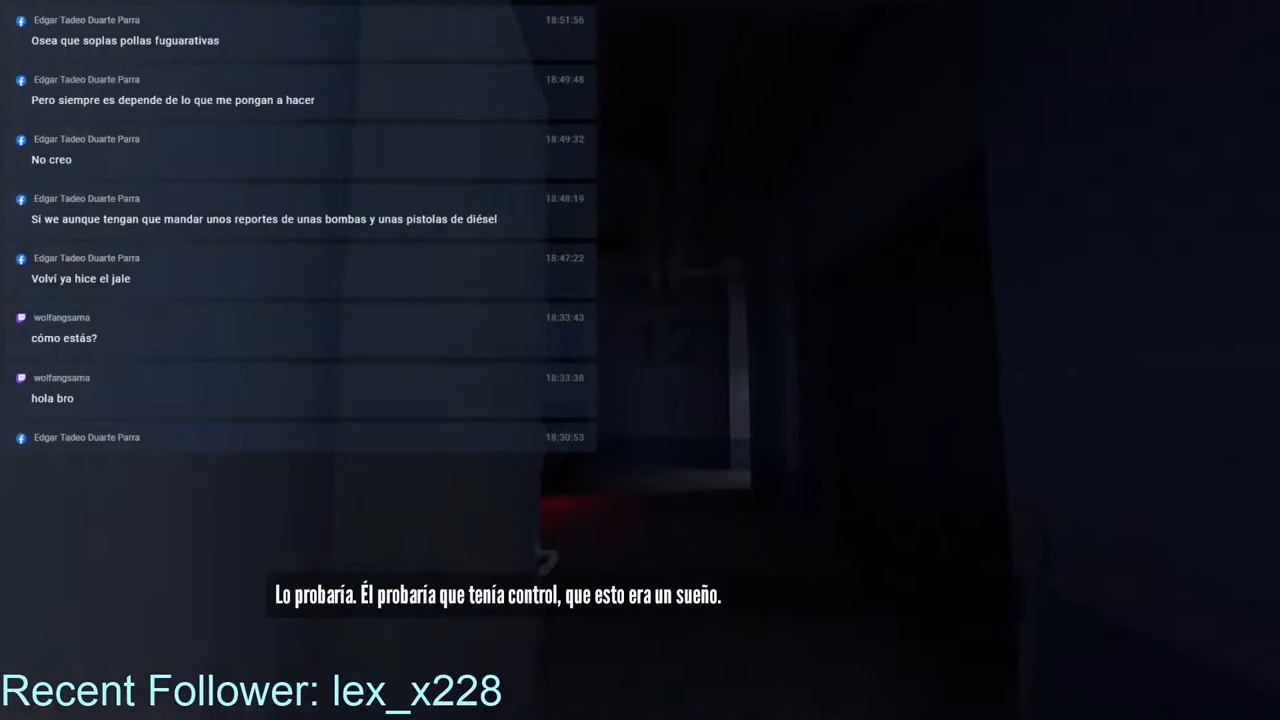 Edgar Tadeo Duarte Parra 18:51:56
Osea que soplas pollas fuguarativas
Edgar Tadeo Duarte Parra 18:49:48
Pero siempre es depende de lo que me pongan a hacer
Edgar Tadeo Duarte Parra 18:49:32
No creo
Edgar Tadeo Duarte Parra 18:48:19
Si we aunque tengan que mandar unos reportes de unas bombas y unas pistolas de diésel
Edgar Tadeo Duarte Parra 18:47:22
Volví ya hice el jale
wolfangsama 18:33:43
cómo estás?
wolfangsama 18:33:38
hola bro
Edgar Tadeo Duarte Parra 18:30:53
12
Lo probaría. Él probaría que tenía control, que esto era un sueño.
Recent Follower: lex_x228